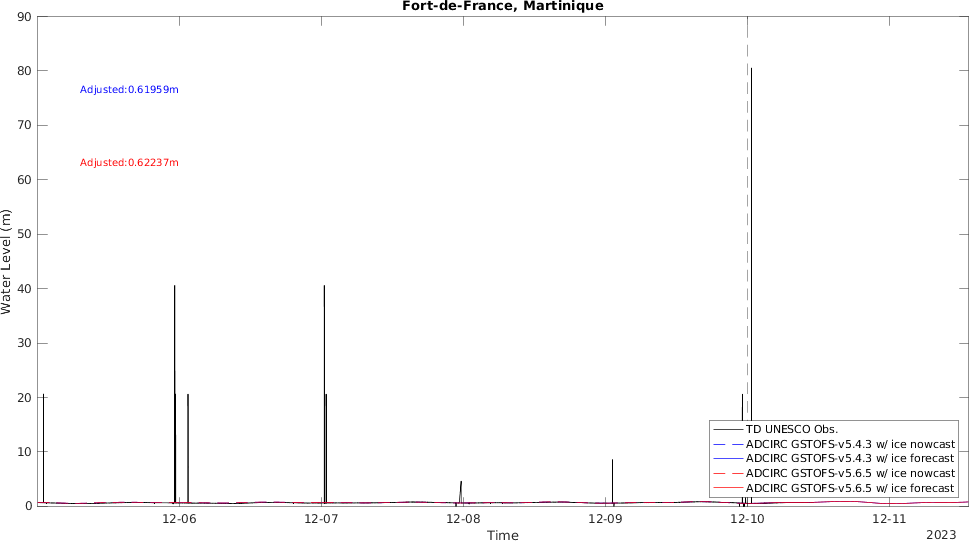 Fort-de-France, Martinique
90
80
70
60
50
40
30
20
10
0
Water Level (m)
Adjusted:0.61959m
Adjusted:0.62237m
TD UNESCO Obs.
ADCIRC GSTOFS-v5.4.3 w/ ice nowcast
ADCIRC GSTOFS-v5.4.3 w/ ice forecast
ADCIRC GSTOFS-v5.6.5 w/ ice nowcast
ADCIRC GSTOFS-v5.6.5 w/ ice forecast
12-06 12-07 12-08 12-09 12-10 12-11
Time
2023